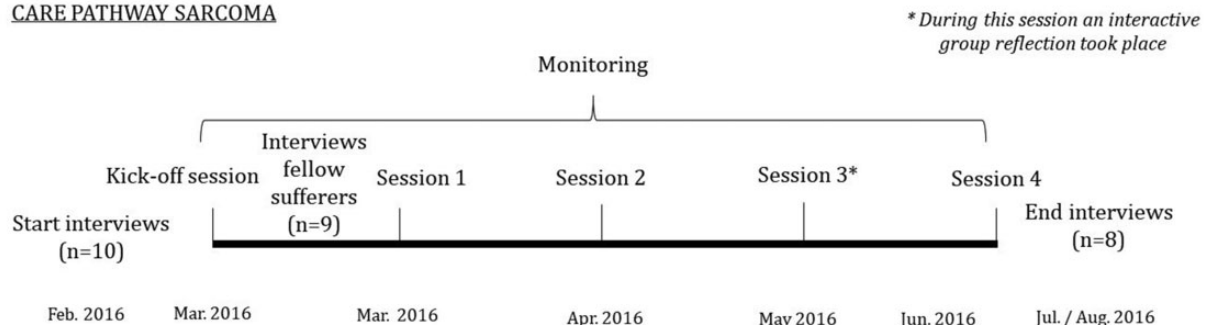 CARE PATHWAY SARCOMA
* During this session an interactive
group reflection took place
Monitoring
Kick-off session
Interviews
fellow
sufferers
(n=9)
Session 1
Session 2
Session 3*
Session 4
Start interviews
(n=10)
End interviews
(n=8)
Feb. 2016
Mar. 2016
Mar. 2016
Apr. 2016
May 2016
Jun. 2016
Jul. / Aug. 2016